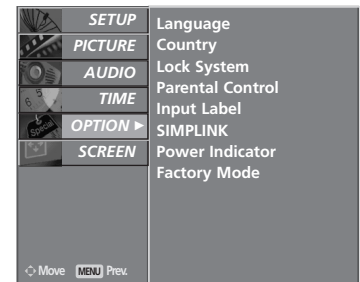 SETUP
PICTURE
AUDIO
TIME
OPTION ►
SCREEN
Language
Country
Lock System
Parental Control
Input Label
SIMPLINK
Power Indicator
Factory Mode
Special
Move MENU Prev.